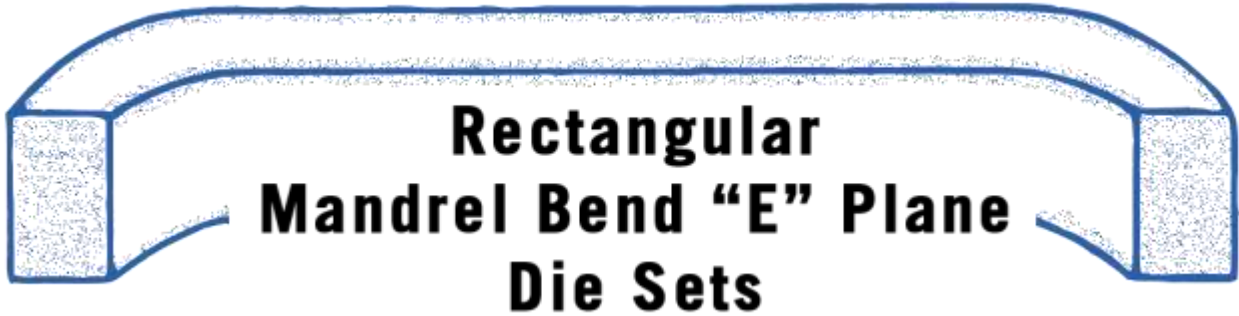 Rectangular
Mandrel Bend “E” Plane
Die Sets